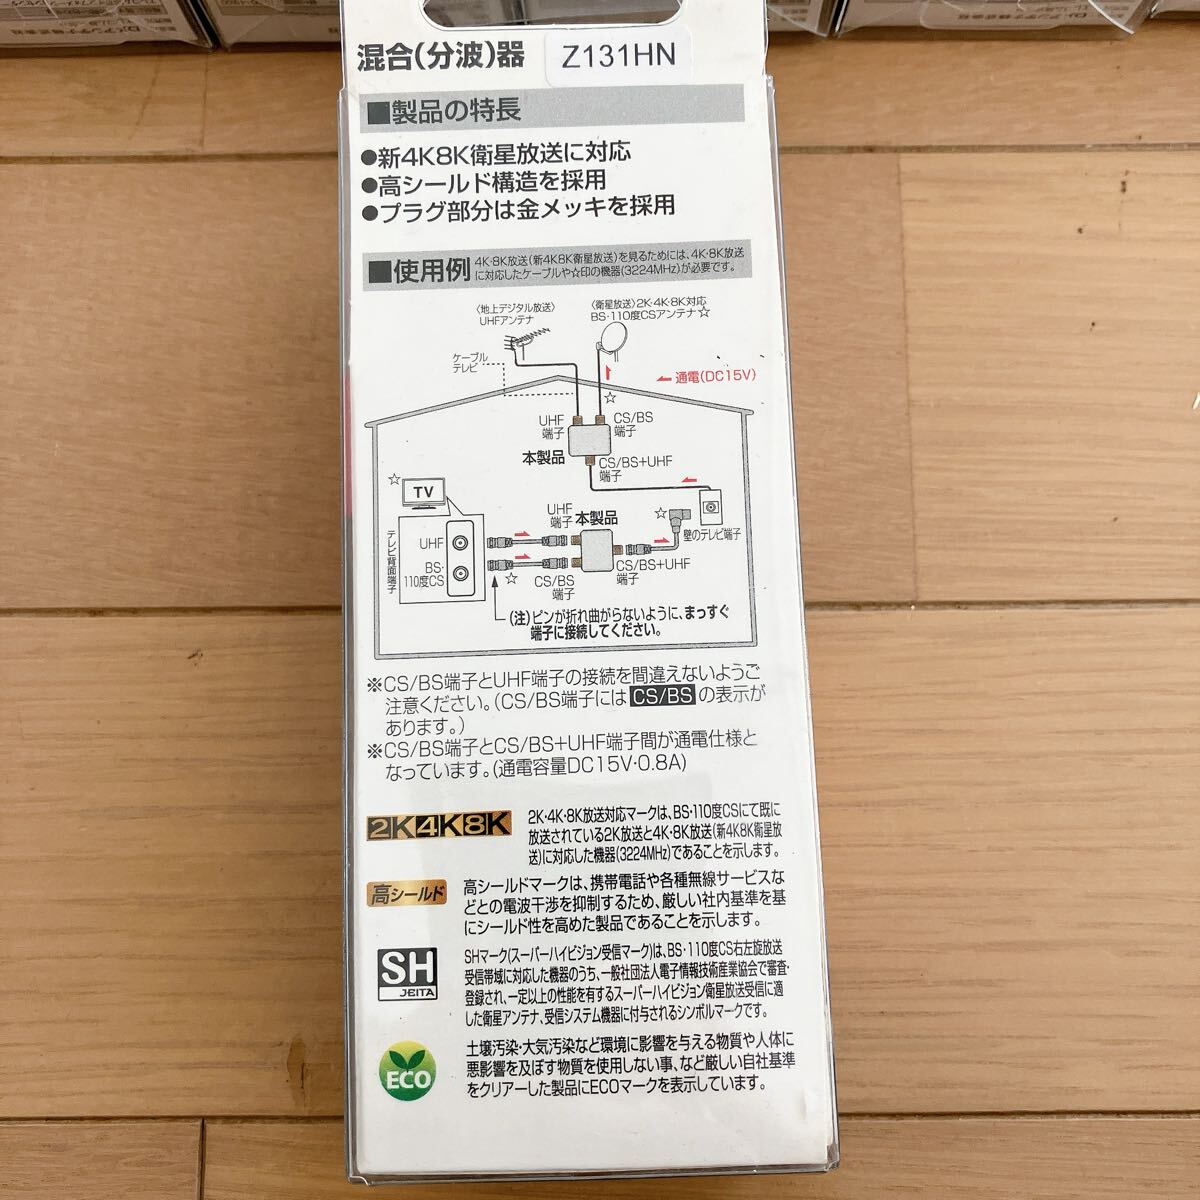 混合(分波)器 Z131HN
■製品の特長
●新4K8K衛星放送に対応
●高シールド構造を採用
●プラグ部分は金メッキを採用
■使用例
4K・8K放送(新4K8K衛星放送)を見るためには、4K・8K放送
に対応したケーブルや☆印の機器(3224MHz)が必要です。
〈地上デジタル放送〉
UHFアンテナ
〈衛星放送〉2K・4K・8K対応
BS・110度CSアンテナ☆
ケーブル
テレビ
通電(DC15V)
☆
UHF
端子
CS/BS
端子
本製品
CS/BS+UHF
端子
☆
TV
UHF
端子
本製品
☆
壁のテレビ端子
テレビ背面端子
UHF
BS・
110度CS
☆
CS/BS
端子
CS/BS+UHF
端子
(注)ピンが折れ曲がらないように、まっすぐ
端子に接続してください。
※CS/BS端子とUHF端子の接続を間違えないようご
注意ください。(CS/BS端子には CS/BS の表示が
あります。)
※CS/BS端子とCS/BS+UHF端子間が通電仕様と
なっています。(通電容量DC15V・0.8A)
2K4K8K
2K・4K・8K放送対応マークは、BS・110度CSにて既に
放送されている2K放送と4K・8K放送(新4K8K衛星放
送)に対応した機器(3224MHz)であることを示します。
高シールド
高シールドマークは、携帯電話や各種無線サービスな
どとの電波干渉を抑制するため、厳しい社内基準を基
にシールド性を高めた製品であることを示します。
SH
JEITA
SHマーク(スーパーハイビジョン受信マーク)は、BS・110度CS右左旋放送
受信帯域に対応した機器のうち、一般社団法人電子情報技術産業協会で審査・
登録され、一定以上の性能を有するスーパーハイビジョン衛星放送受信に適
した衛星アンテナ、受信システム機器に付与されるシンボルマークです。
ECO
土壌汚染・大気汚染など環境に影響を与える物質や人体に
悪影響を及ぼす物質を使用しない事、など厳しい自社基準
をクリアーした製品にECOマークを表示しています。